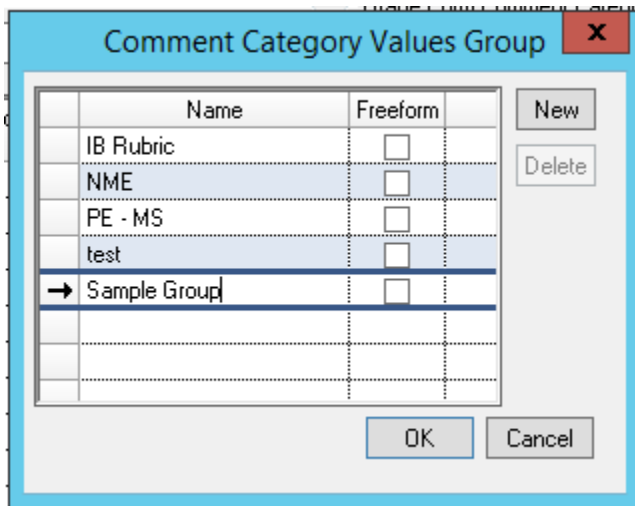 Comment Category Values Group
X
Name Freeform
New
IB Rubric
Delete
NME
PE - MS
test
Sample Group
OK Cancel